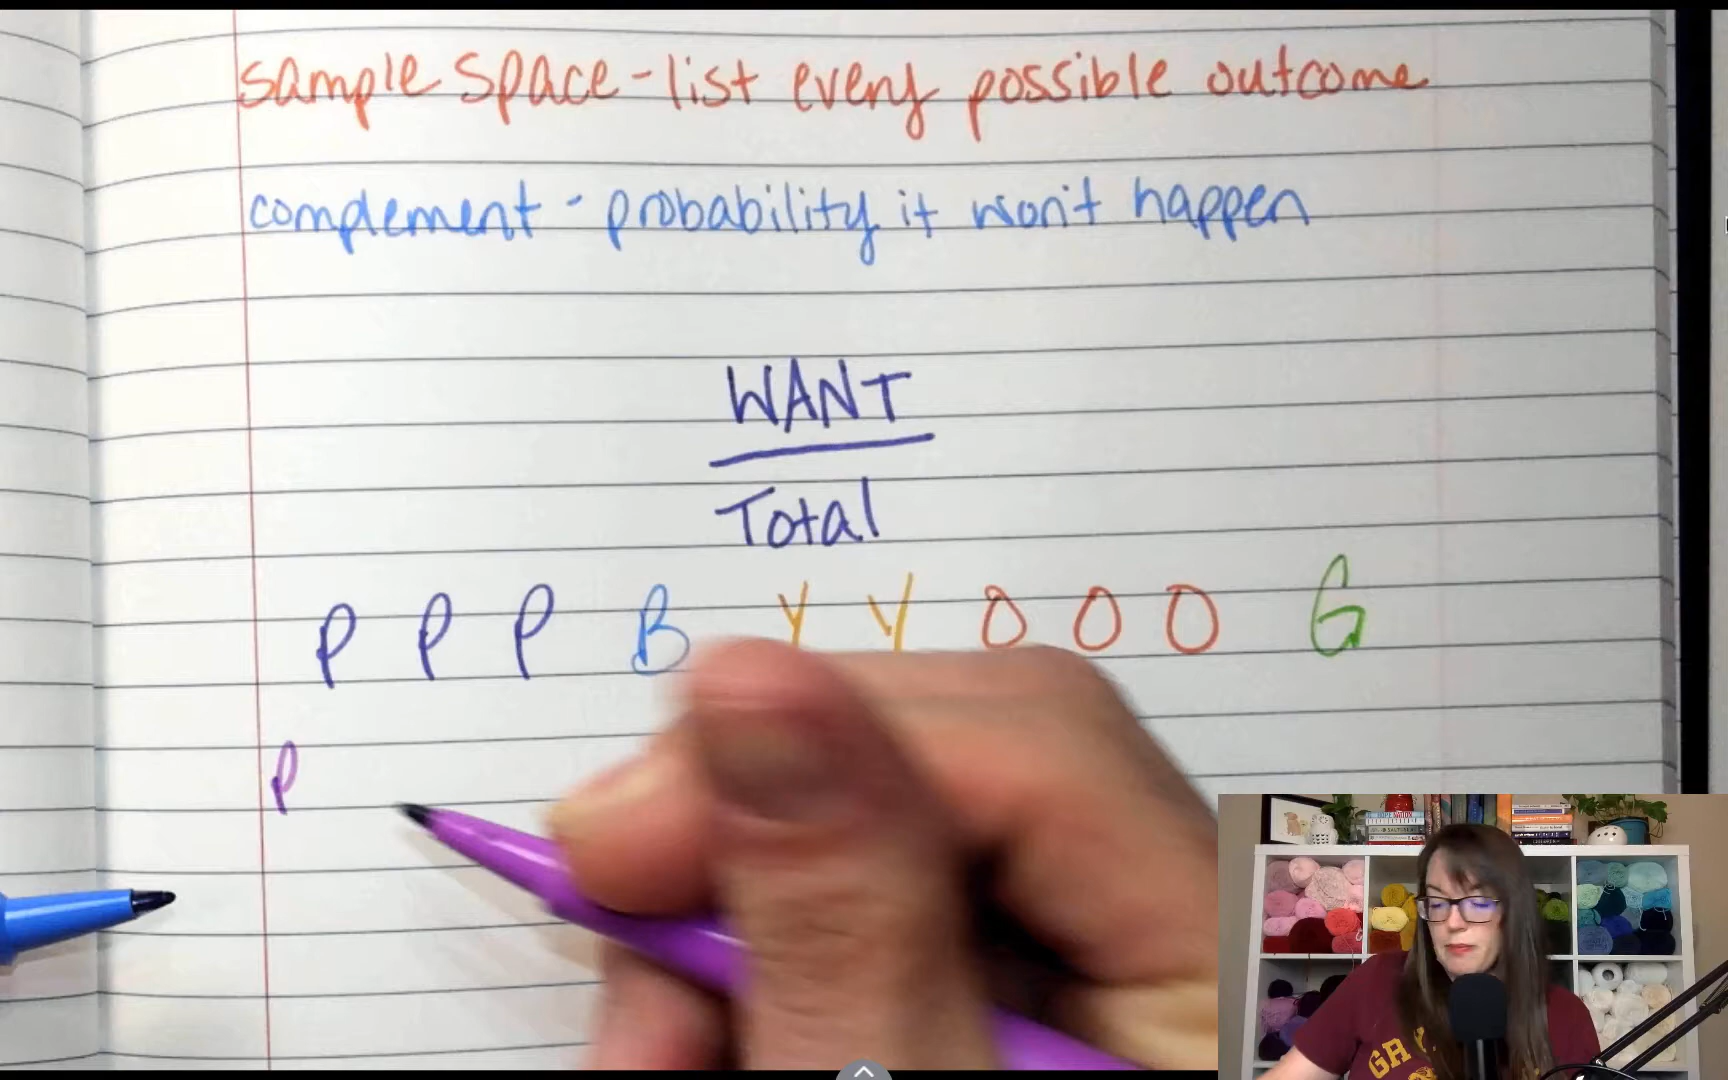 sample space - list every possible outcome
complement - probability it won't happen
WANT
Total
P P P B Y Y O O O G
P